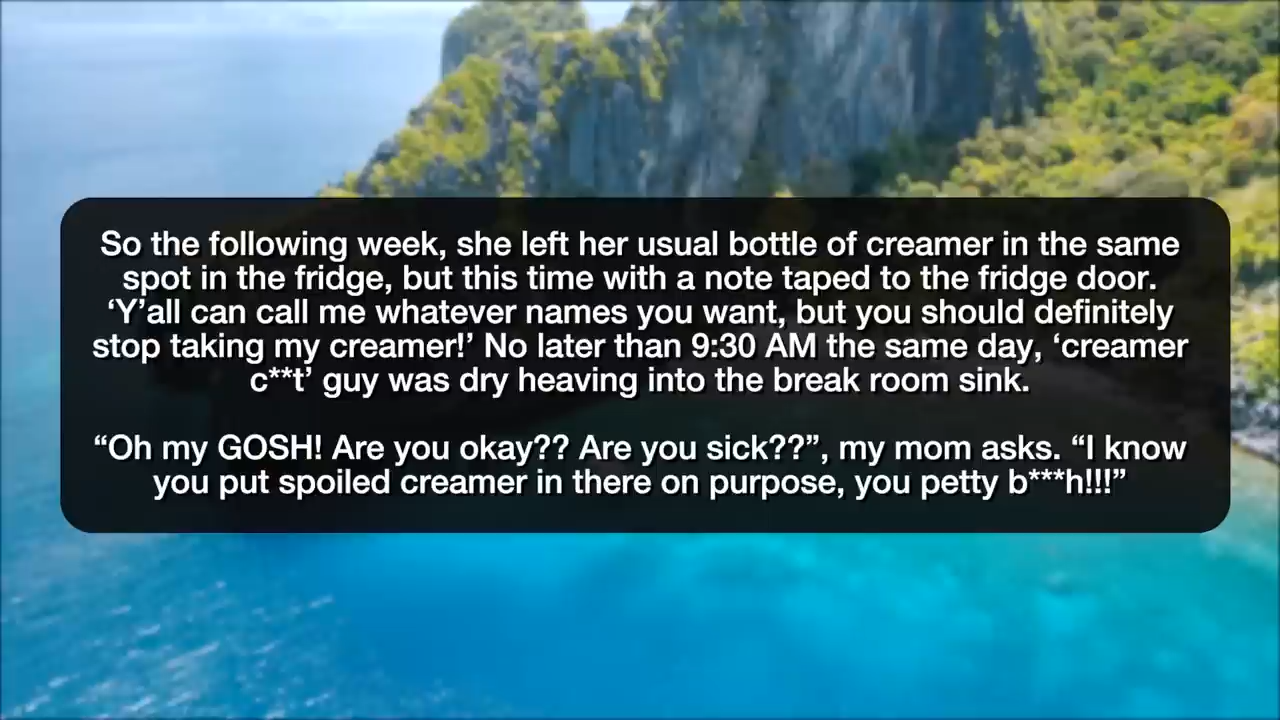 So the following week, she left her usual bottle of creamer in the same
spot in the fridge, but this time with a note taped to the fridge door.
‘Y’all can call me whatever names you want, but you should definitely
stop taking my creamer!’ No later than 9:30 AM the same day, ‘creamer
c**t’ guy was dry heaving into the break room sink.
“Oh my GOSH! Are you okay?? Are you sick??”, my mom asks. “I know
you put spoiled creamer in there on purpose, you petty b***h!!!”